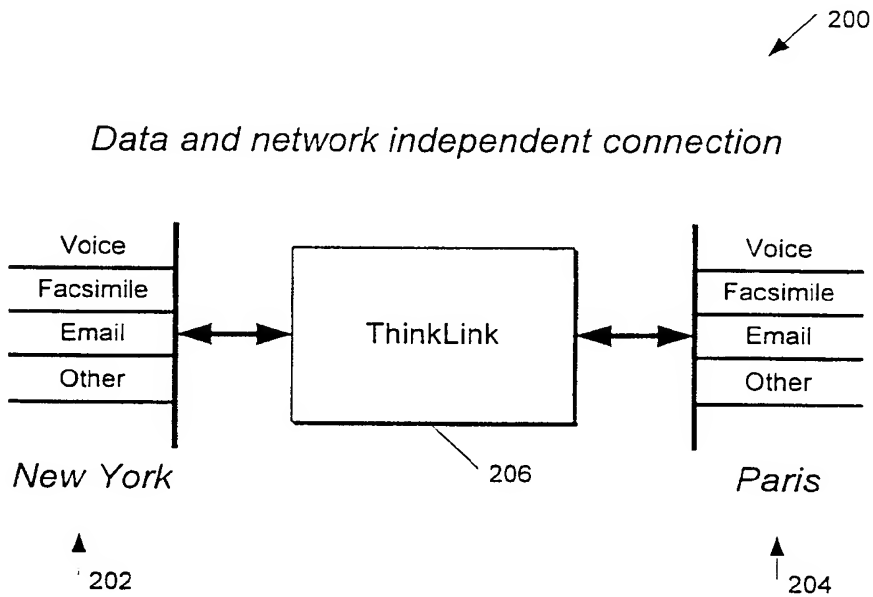 200
Data and network independent connection
Voice
Facsimile
Email
Other
New York
202
ThinkLink
206
Voice
Facsimile
Email
Other
Paris
204